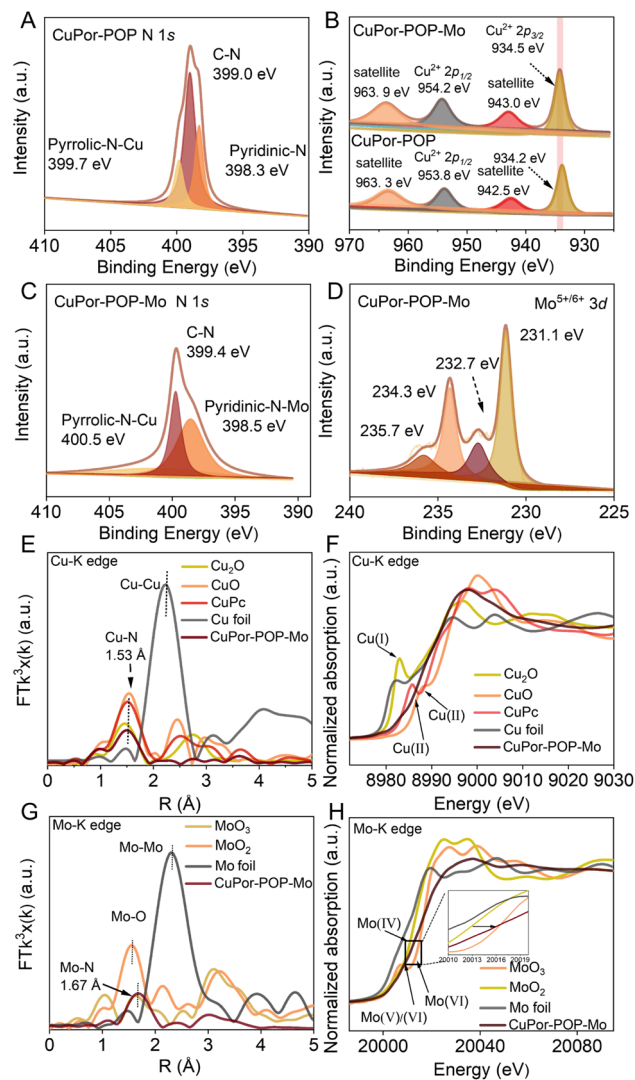 A
CuPor-POP N 1s
C-N
399.0 eV
Pyrrolic-N-Cu
399.7 eV
Pyridinic-N
398.3 eV
Intensity (a.u.)
410 405 400 395 390
Binding Energy (eV)
B
CuPor-POP-Mo
Cu²⁺ 2p₃/₂
934.5 eV
satellite
963. 9 eV
Cu²⁺ 2p₁/₂
954.2 eV
satellite
943.0 eV
CuPor-POP
satellite
963. 3 eV
Cu²⁺ 2p₁/₂
953.8 eV
934.2 eV
satellite
942.5 eV
Intensity (a.u.)
970 960 950 940 930
Binding Energy (eV)
C
CuPor-POP-Mo N 1s
C-N
399.4 eV
Pyrrolic-N-Cu
400.5 eV
Pyridinic-N-Mo
398.5 eV
Intensity (a.u.)
410 405 400 395 390
Binding Energy (eV)
D
CuPor-POP-Mo
Mo⁵⁺/⁶⁺ 3d
231.1 eV
232.7 eV
234.3 eV
235.7 eV
Intensity (a.u.)
240 235 230 225
Binding Energy (eV)
E
Cu-K edge
Cu-Cu
Cu-N
1.53 Å
Cu₂O
CuO
CuPc
Cu foil
CuPor-POP-Mo
FTk³x(k) (a.u.)
0 1 2 3 4 5
R (Å)
F
Cu-K edge
Cu(I)
Cu(II)
Cu(II)
Cu₂O
CuO
CuPc
Cu foil
CuPor-POP-Mo
Normalized absorption (a.u.)
8980 8990 9000 9010 9020 9030
Energy (eV)
G
Mo-K edge
Mo-Mo
Mo-O
Mo-N
1.67 Å
MoO₃
MoO₂
Mo foil
CuPor-POP-Mo
FTk³x(k) (a.u.)
0 1 2 3 4 5
R (Å)
H
Mo-K edge
Mo(IV)
20010 20013 20016 20019
Mo(VI)
Mo(V)/(VI)
MoO₃
MoO₂
Mo foil
CuPor-POP-Mo
Normalized absorption (a.u.)
20000 20040 20080
Energy (eV)